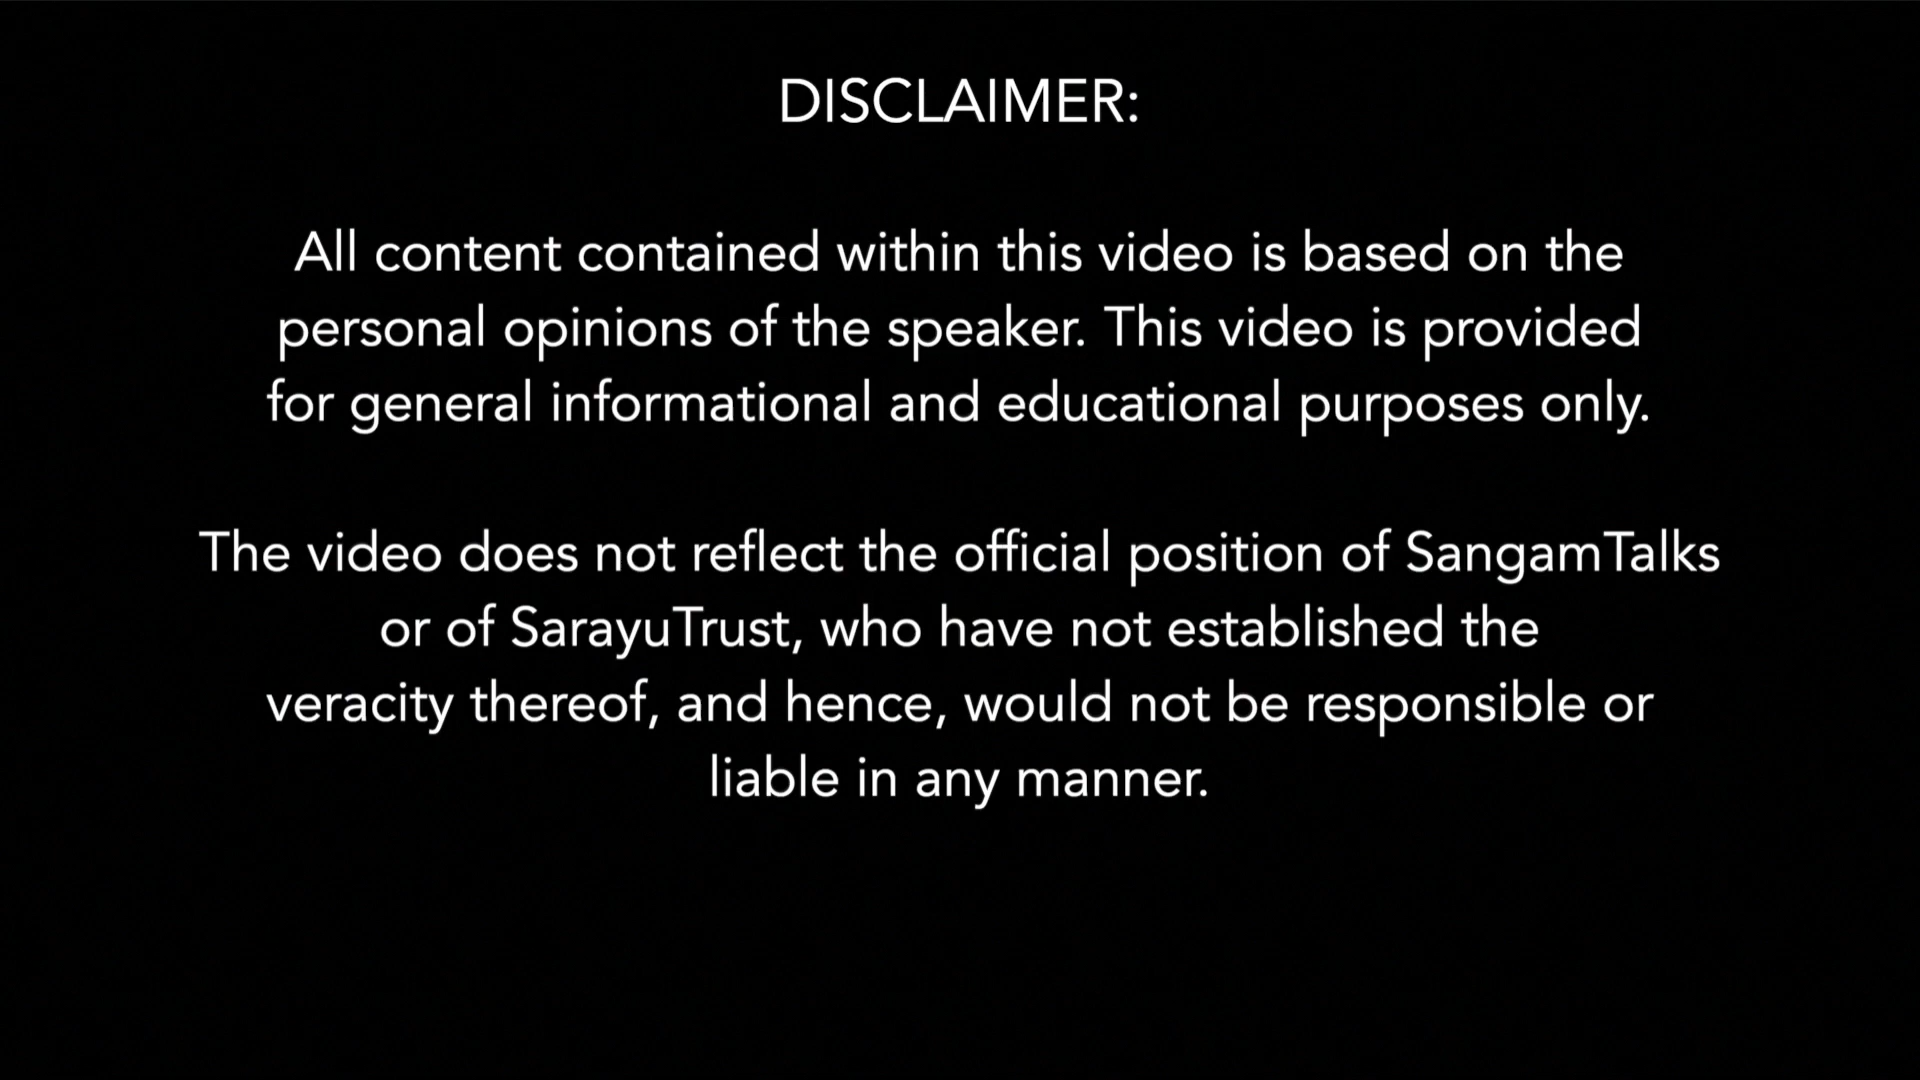 DISCLAIMER:
All content contained within this video is based on the
personal opinions of the speaker. This video is provided
for general informational and educational purposes only.
The video does not reflect the official position of SangamTalks
or of SarayuTrust, who have not established the
veracity thereof, and hence, would not be responsible or
liable in any manner.